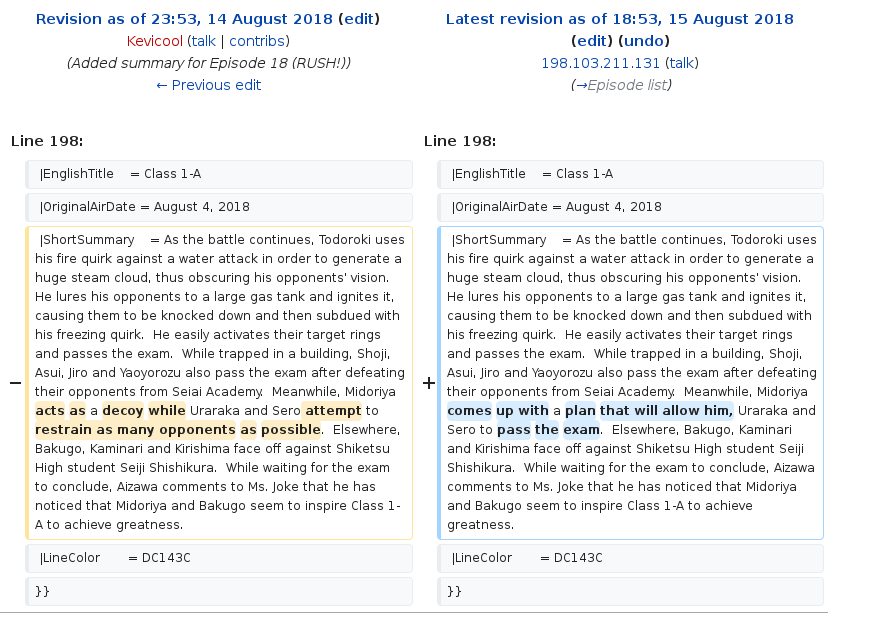 Revision as of 23:53, 14 August 2018 (edit)
Kevicool (talk | contribs)
(Added summary for Episode 18 (RUSH!))
← Previous edit
Latest revision as of 18:53, 15 August 2018
(edit) (undo)
198.103.211.131 (talk)
(→Episode list)
Line 198:
|EnglishTitle = Class 1-A
|OriginalAirDate = August 4, 2018
−
|ShortSummary = As the battle continues, Todoroki uses
his fire quirk against a water attack in order to generate a
huge steam cloud, thus obscuring his opponents' vision.
He lures his opponents to a large gas tank and ignites it,
causing them to be knocked down and then subdued with
his freezing quirk. He easily activates their target rings
and passes the exam. While trapped in a building, Shoji,
Asui, Jiro and Yaoyorozu also pass the exam after defeating
their opponents from Seiai Academy. Meanwhile, Midoriya
acts as a decoy while Uraraka and Sero attempt to
restrain as many opponents as possible. Elsewhere,
Bakugo, Kaminari and Kirishima face off against Shiketsu
High student Seiji Shishikura. While waiting for the exam
to conclude, Aizawa comments to Ms. Joke that he has
noticed that Midoriya and Bakugo seem to inspire Class 1-
A to achieve greatness.
|LineColor = DC143C
}}
Line 198:
|EnglishTitle = Class 1-A
|OriginalAirDate = August 4, 2018
+
|ShortSummary = As the battle continues, Todoroki uses
his fire quirk against a water attack in order to generate a
huge steam cloud, thus obscuring his opponents' vision.
He lures his opponents to a large gas tank and ignites it,
causing them to be knocked down and then subdued with
his freezing quirk. He easily activates their target rings
and passes the exam. While trapped in a building, Shoji,
Asui, Jiro and Yaoyorozu also pass the exam after defeating
their opponents from Seiai Academy. Meanwhile, Midoriya
comes up with a plan that will allow him, Uraraka and
Sero to pass the exam. Elsewhere, Bakugo, Kaminari
and Kirishima face off against Shiketsu High student Seiji
Shishikura. While waiting for the exam to conclude, Aizawa
comments to Ms. Joke that he has noticed that Midoriya
and Bakugo seem to inspire Class 1-A to achieve
greatness.
|LineColor = DC143C
}}